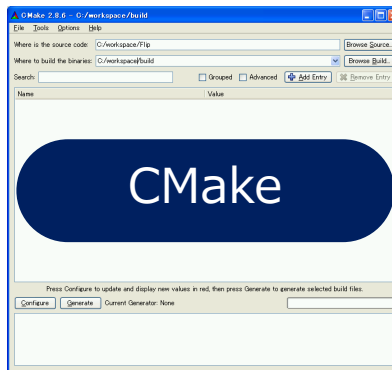 CMake 2.8.6 - C:/workspace/build
File Tools Options Help
Where is the source code: C:/workspace/Flip Browse Source...
Where to build the binaries: C:/workspace/build Browse Build...
Search: Grouped Advanced Add Entry Remove Entry
Name Value
CMake
Press Configure to update and display new values in red, then press Generate to generate selected build files.
Configure Generate Current Generator: None